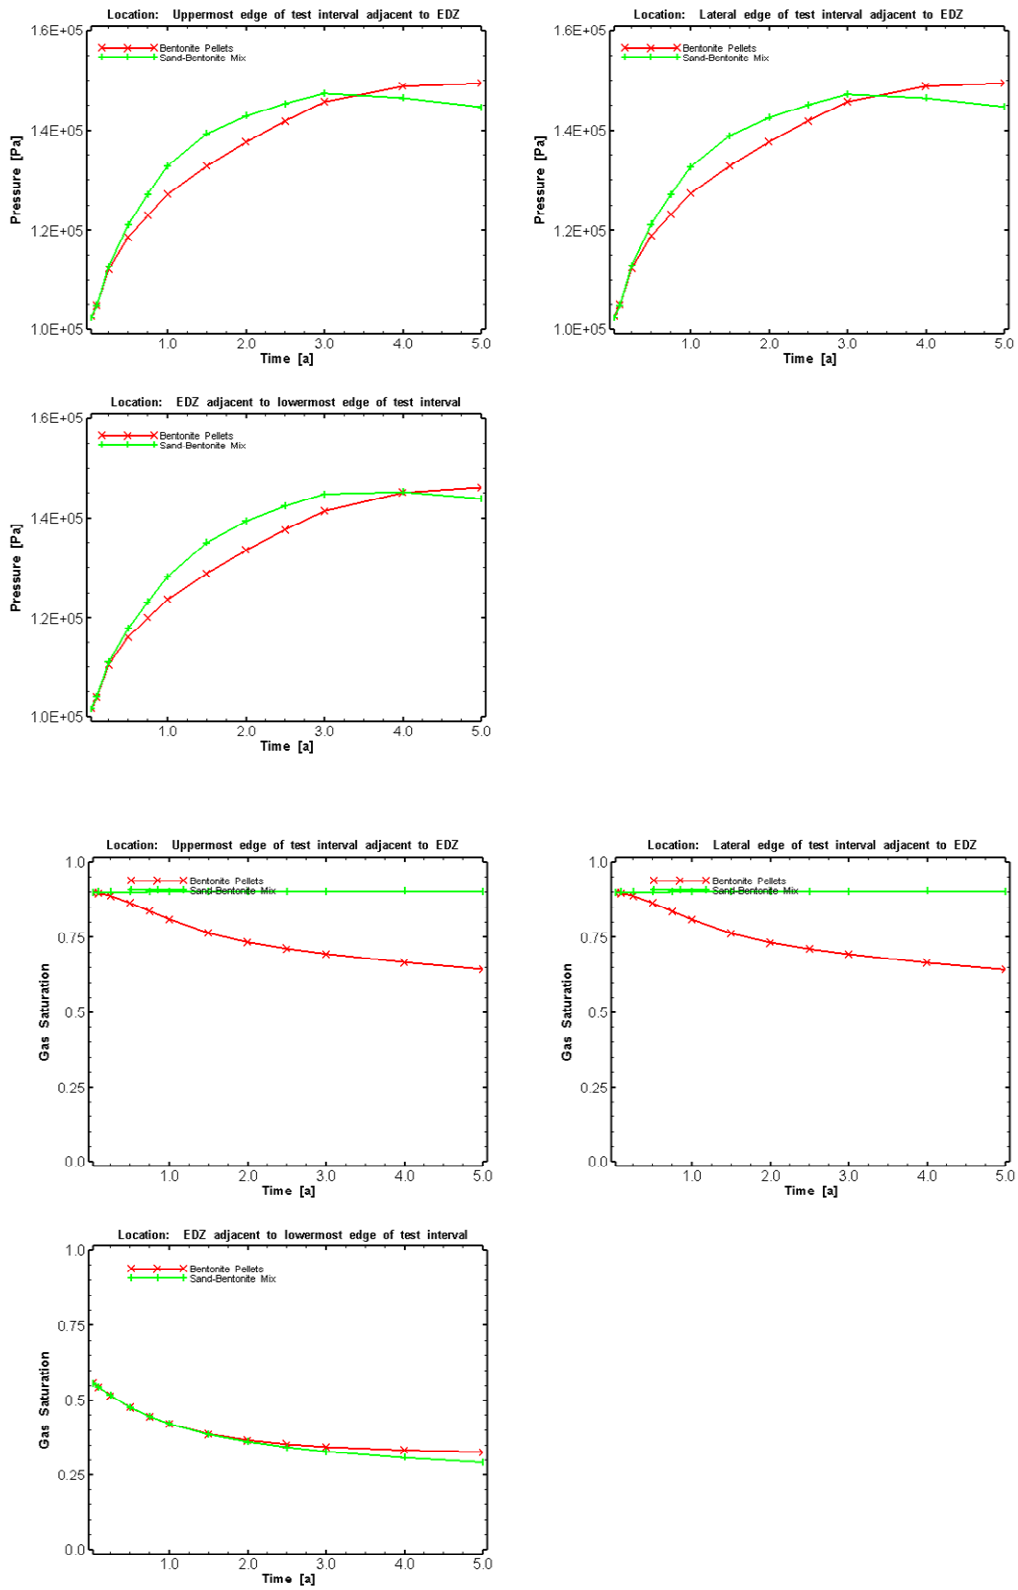 Location: Uppermost edge of test interval adjacent to EDZ
1.6E+05
Bentonite Pellets
Sand-Bentonite Mix
1.4E+05
Pressure [Pa]
1.2E+05
1.0E+05
1.0 2.0 3.0 4.0 5.0
Time [a]
Location: Lateral edge of test interval adjacent to EDZ
1.6E+05
Bentonite Pellets
Sand-Bentonite Mix
1.4E+05
Pressure [Pa]
1.2E+05
1.0E+05
1.0 2.0 3.0 4.0 5.0
Time [a]
Location: EDZ adjacent to lowermost edge of test interval
1.6E+05
Bentonite Pellets
Sand-Bentonite Mix
1.4E+05
Pressure [Pa]
1.2E+05
1.0E+05
1.0 2.0 3.0 4.0 5.0
Time [a]
Location: Uppermost edge of test interval adjacent to EDZ
1.0
Bentonite Pellets
Sand-Bentonite Mix
0.75
Gas Saturation
0.5
0.25
0.0
1.0 2.0 3.0 4.0 5.0
Time [a]
Location: Lateral edge of test interval adjacent to EDZ
1.0
Bentonite Pellets
Sand-Bentonite Mix
0.75
Gas Saturation
0.5
0.25
0.0
1.0 2.0 3.0 4.0 5.0
Time [a]
Location: EDZ adjacent to lowermost edge of test interval
1.0
Bentonite Pellets
Sand-Bentonite Mix
0.75
Gas Saturation
0.5
0.25
0.0
1.0 2.0 3.0 4.0 5.0
Time [a]